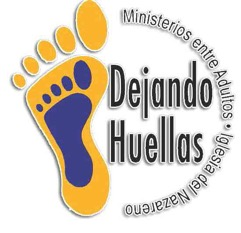 Dejando
Huellas
Ministerios entre Adultos • Iglesia del Nazareno